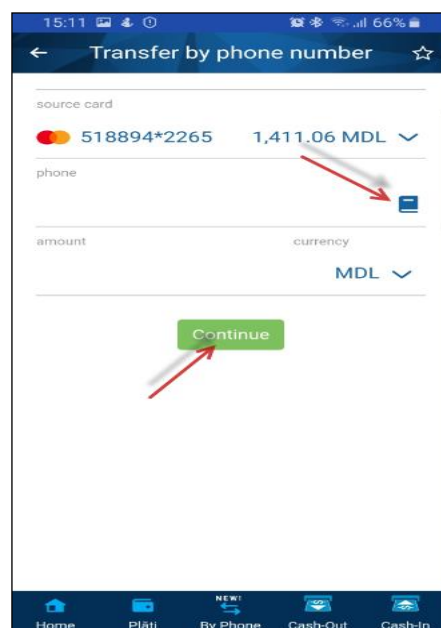 15:11 66%
Transfer by phone number
source card
518894*2265 1,411.06 MDL
phone
amount currency
MDL
Continue
NEW!
Home Plăți By Phone Cash-Out Cash-In